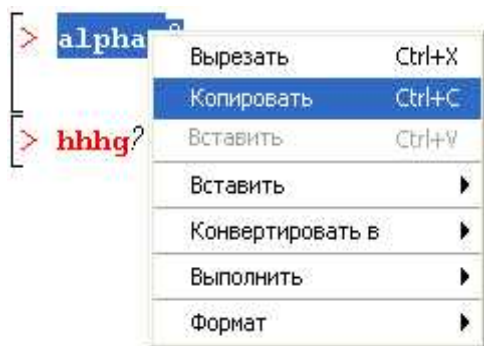 > alpha
Вырезать Ctrl+X
Копировать Ctrl+C
> hhhg?
Вставить Ctrl+V
Вставить
Конвертировать в
Выполнить
Формат